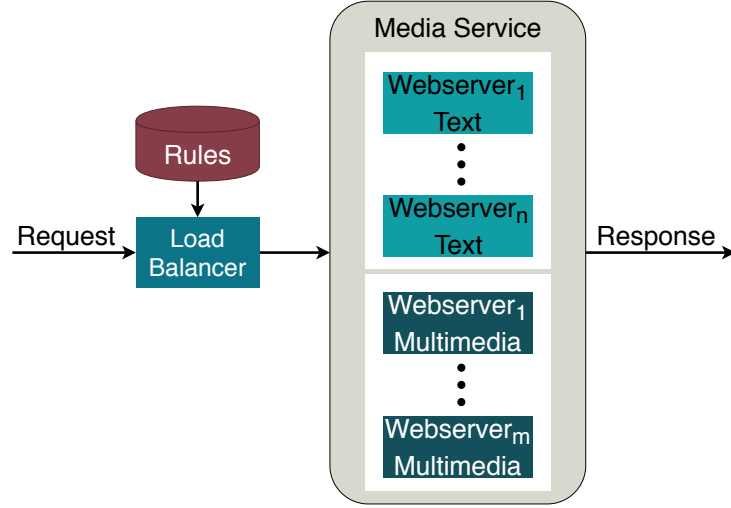 Media Service
Webserver₁
Text
Rules
Webserverₙ
Text
Request
Load
Balancer
Response
Webserver₁
Multimedia
Webserverₘ
Multimedia